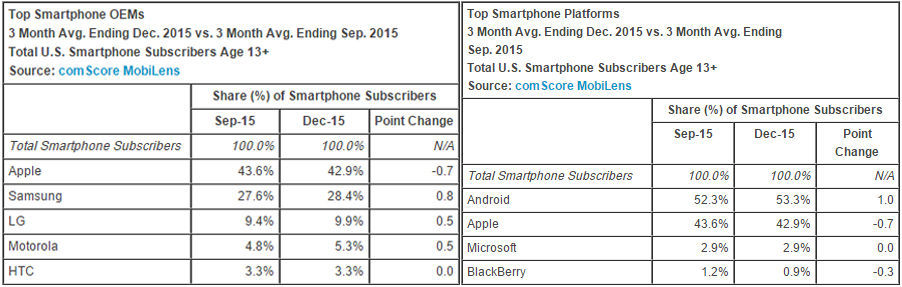 Top Smartphone OEMs
3 Month Avg. Ending Dec. 2015 vs. 3 Month Avg. Ending Sep. 2015
Total U.S. Smartphone Subscribers Age 13+
Source: comScore MobiLens
Share (%) of Smartphone Subscribers
Sep-15 Dec-15 Point Change
Total Smartphone Subscribers 100.0% 100.0% N/A
Apple 43.6% 42.9% -0.7
Samsung 27.6% 28.4% 0.8
LG 9.4% 9.9% 0.5
Motorola 4.8% 5.3% 0.5
HTC 3.3% 3.3% 0.0
Top Smartphone Platforms
3 Month Avg. Ending Dec. 2015 vs. 3 Month Avg. Ending
Sep. 2015
Total U.S. Smartphone Subscribers Age 13+
Source: comScore MobiLens
Share (%) of Smartphone Subscribers
Sep-15 Dec-15 Point
Change
Total Smartphone Subscribers 100.0% 100.0% N/A
Android 52.3% 53.3% 1.0
Apple 43.6% 42.9% -0.7
Microsoft 2.9% 2.9% 0.0
BlackBerry 1.2% 0.9% -0.3